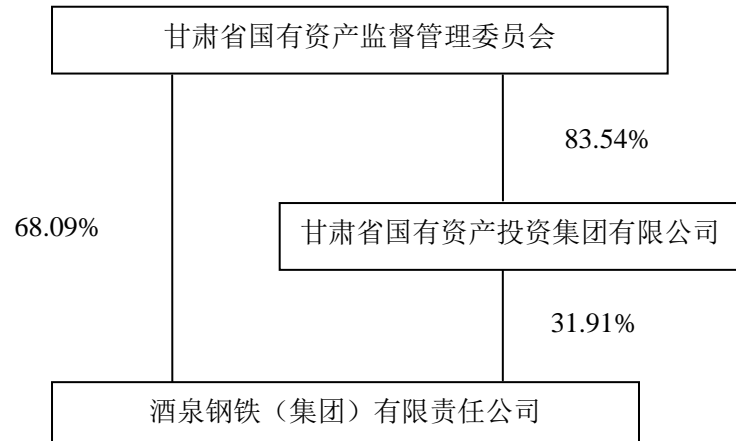 甘肃省国有资产监督管理委员会
83.54%
68.09%
甘肃省国有资产投资集团有限公司
31.91%
酒泉钢铁（集团）有限责任公司